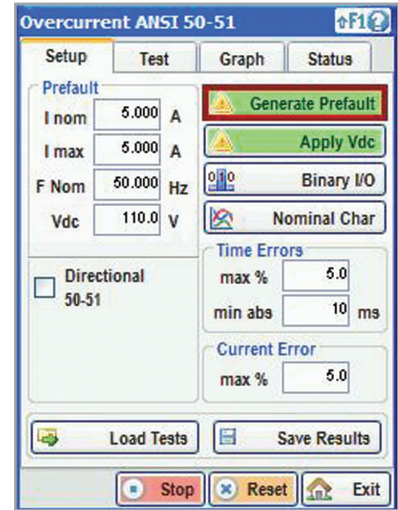 Overcurrent ANSI 50-51 F1 ?
Setup Test Graph Status
Prefault
I nom 5.000 A
I max 5.000 A
F Nom 50.000 Hz
Vdc 110.0 V
Generate Prefault
Apply Vdc
010 Binary I/O
Nominal Char
Directional
50-51
Time Errors
max % 5.0
min abs 10 ms
Current Error
max % 5.0
Load Tests Save Results
Stop Reset Exit